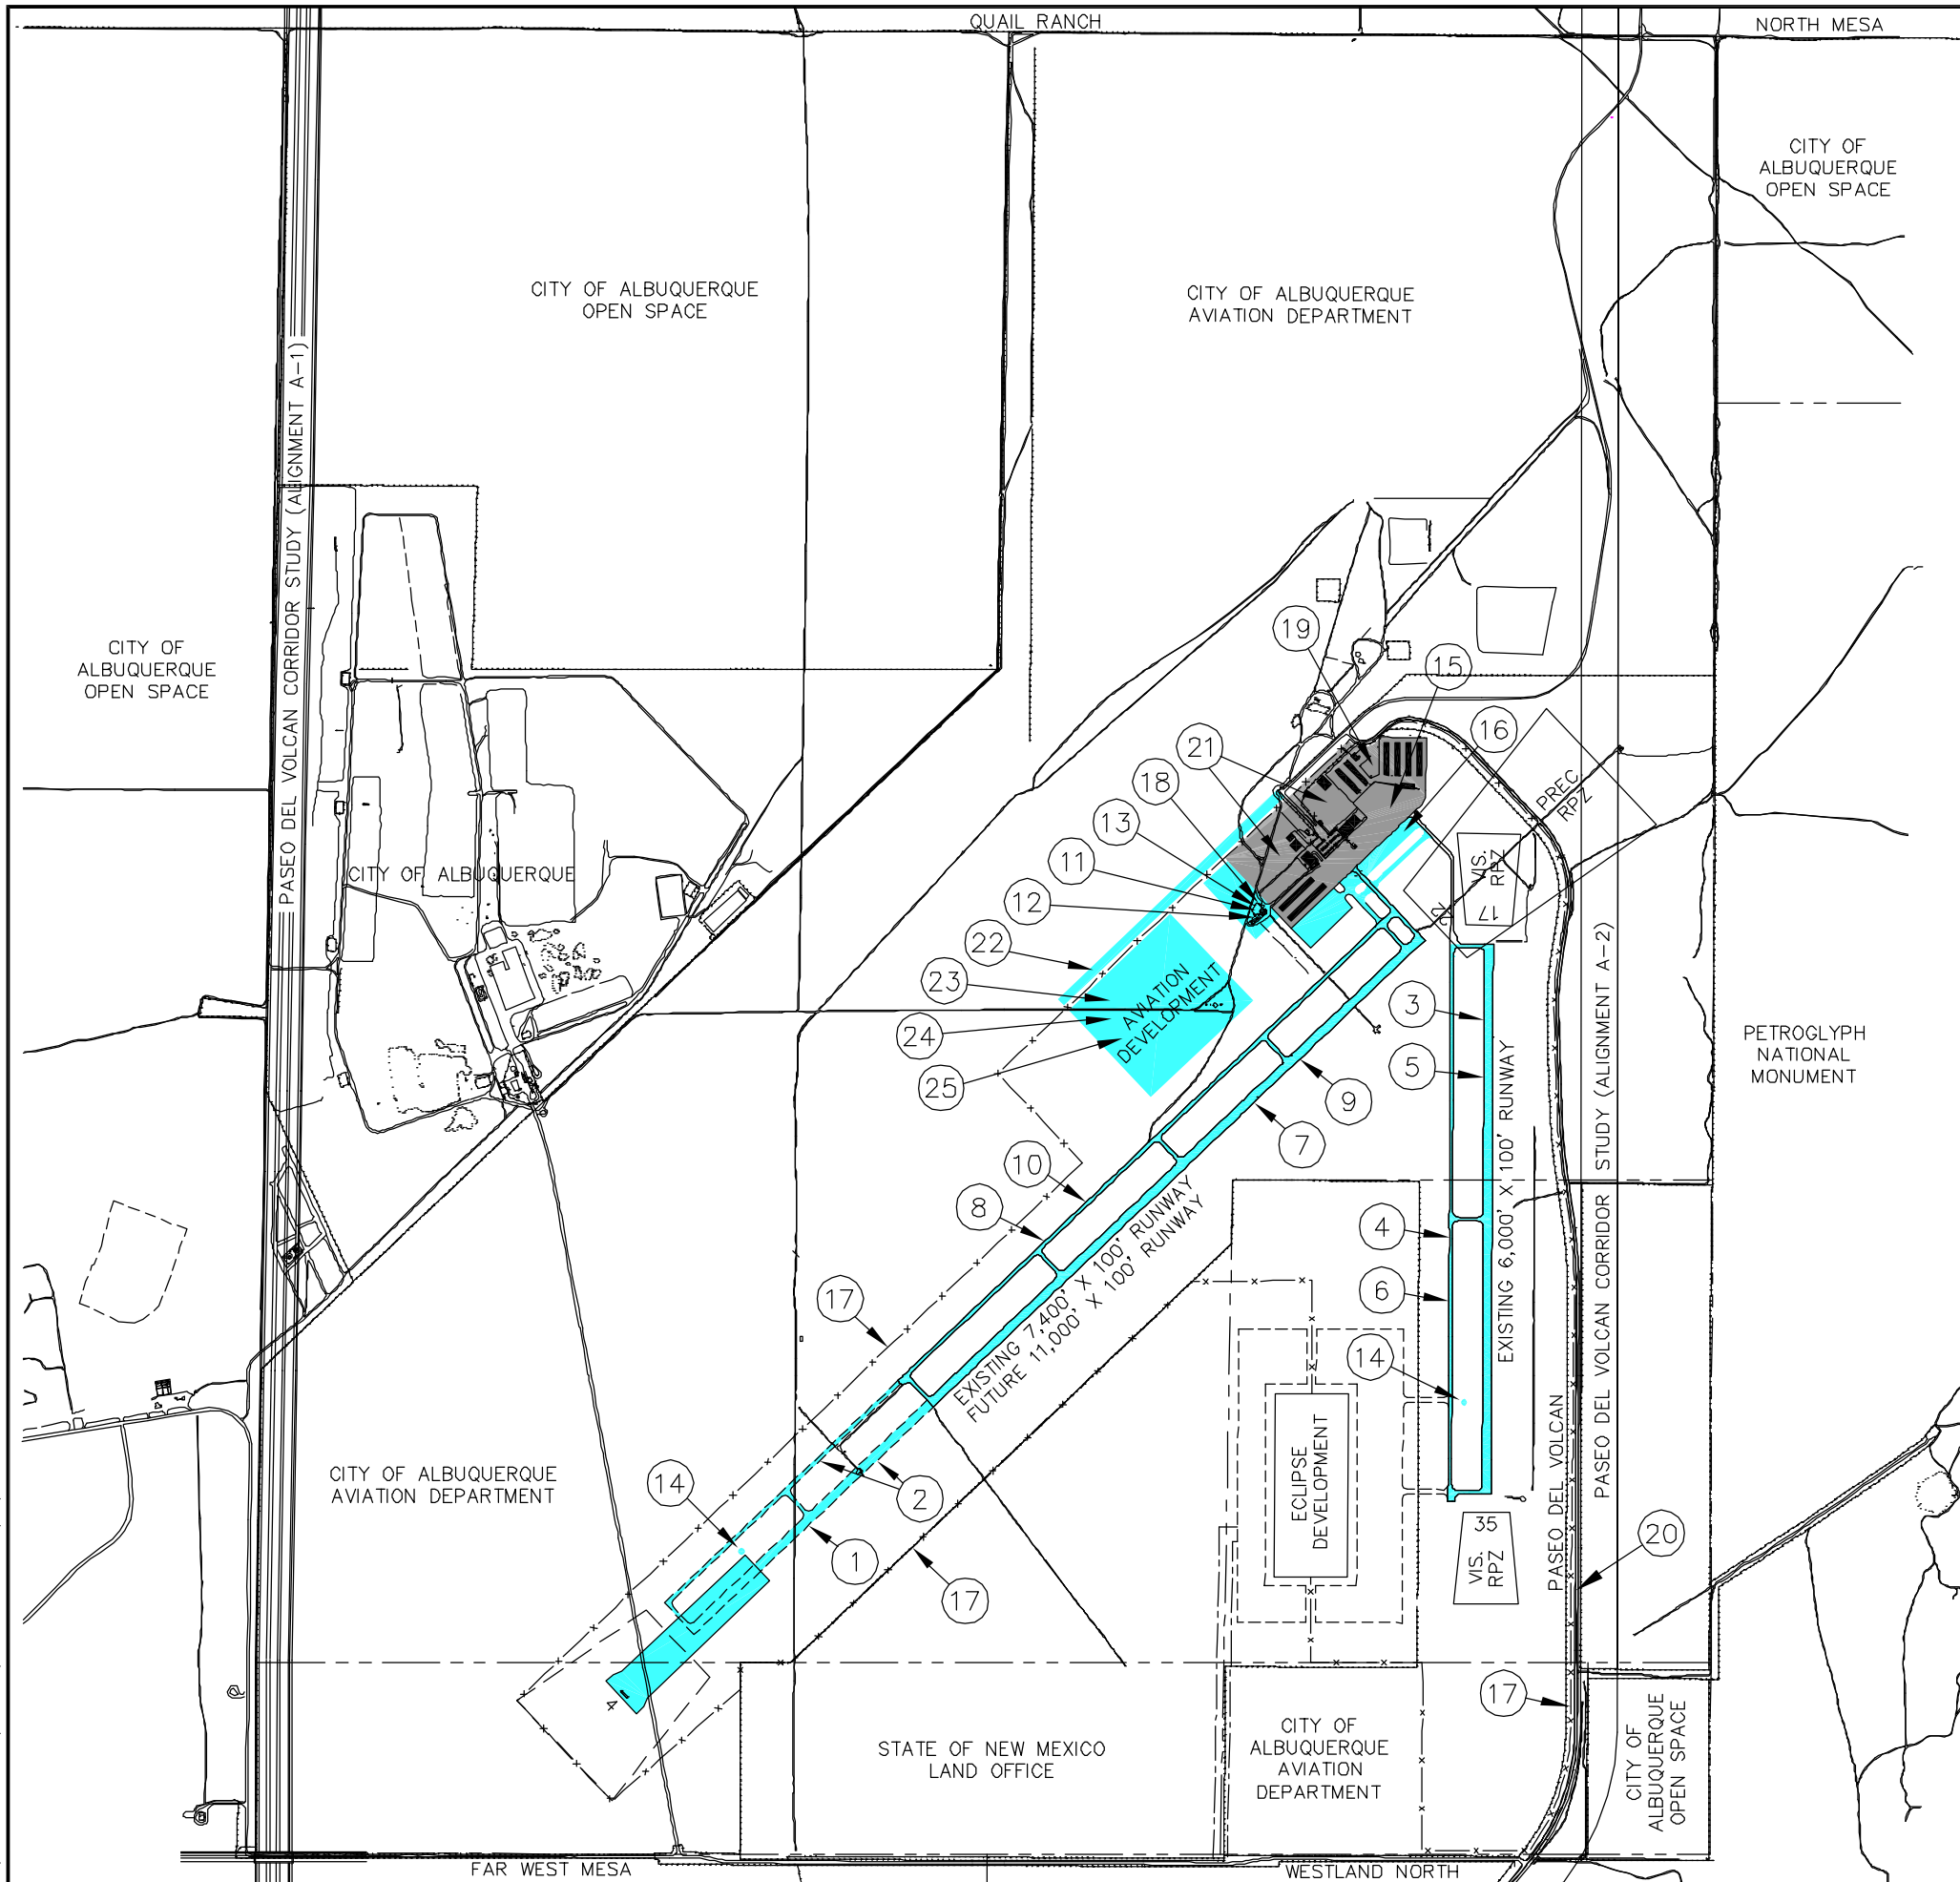 QUAIL RANCH
NORTH MESA
CITY OF
ALBUQUERQUE
OPEN SPACE
CITY OF ALBUQUERQUE
OPEN SPACE
CITY OF ALBUQUERQUE
AVIATION DEPARTMENT
PASEO DEL VOLCAN CORRIDOR STUDY (ALIGNMENT A-1)
CITY OF
ALBUQUERQUE
OPEN SPACE
19
15
16
21
18
13
11
12
22
23
24
25
PREC
RPZ
VIS.
RPZ
17
22
CITY OF ALBUQUERQUE
AVIATION
DEVELOPMENT
3
5
9
7
10
8
4
6
14
17
PETROGLYPH
NATIONAL
MONUMENT
EXISTING 6,000' X 100' RUNWAY
EXISTING 7,400' X 100' RUNWAY
FUTURE 11,000' X 100' RUNWAY
PASEO DEL VOLCAN CORRIDOR STUDY (ALIGNMENT A-2)
PASEO DEL VOLCAN
ECLIPSE
DEVELOPMENT
CITY OF ALBUQUERQUE
AVIATION DEPARTMENT
14
2
1
17
35
VIS.
RPZ
20
4
17
STATE OF NEW MEXICO
LAND OFFICE
CITY OF
ALBUQUERQUE
AVIATION
DEPARTMENT
CITY OF
ALBUQUERQUE
OPEN SPACE
FAR WEST MESA
WESTLAND NORTH